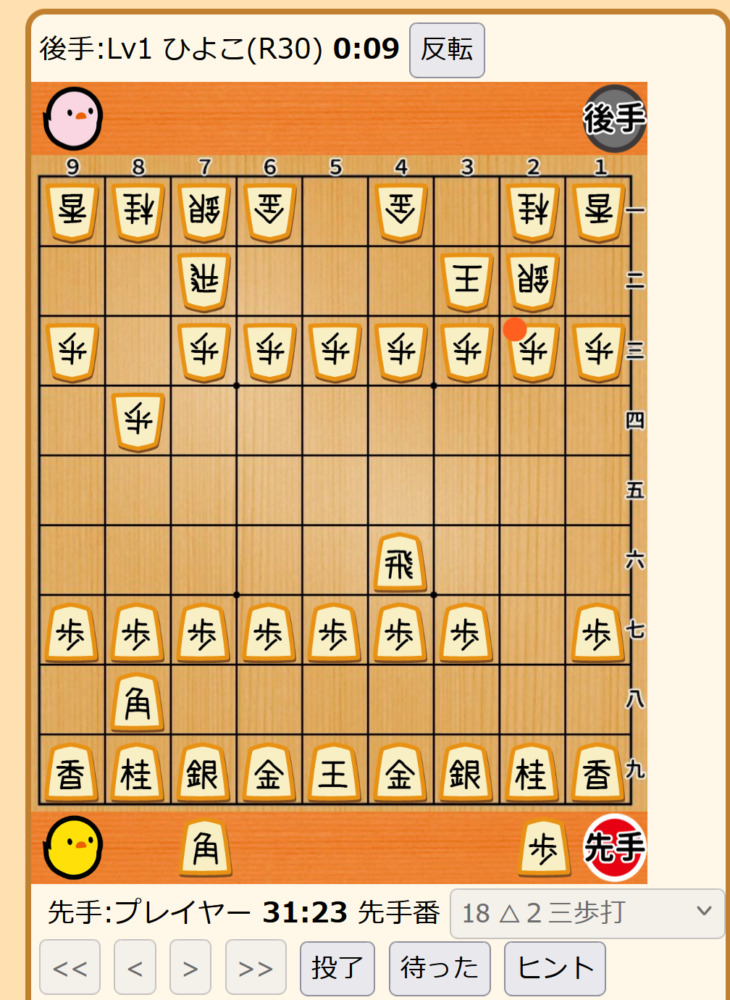 後手:Lv1 ひよこ(R30) 0:09 反転
後手
9 8 7 6 5 4 3 2 1
香 桂 銀 金 金 桂 香 一
飛 王 銀 二
歩 歩 歩 歩 歩 歩 歩 歩 三
歩 四
五
飛 六
歩 歩 歩 歩 歩 歩 歩 歩 七
角 八
香 桂 銀 金 王 金 銀 桂 香 九
角 歩 先手
先手:プレイヤー 31:23 先手番 18 △2三歩打
<< < > >> 投了 待った ヒント